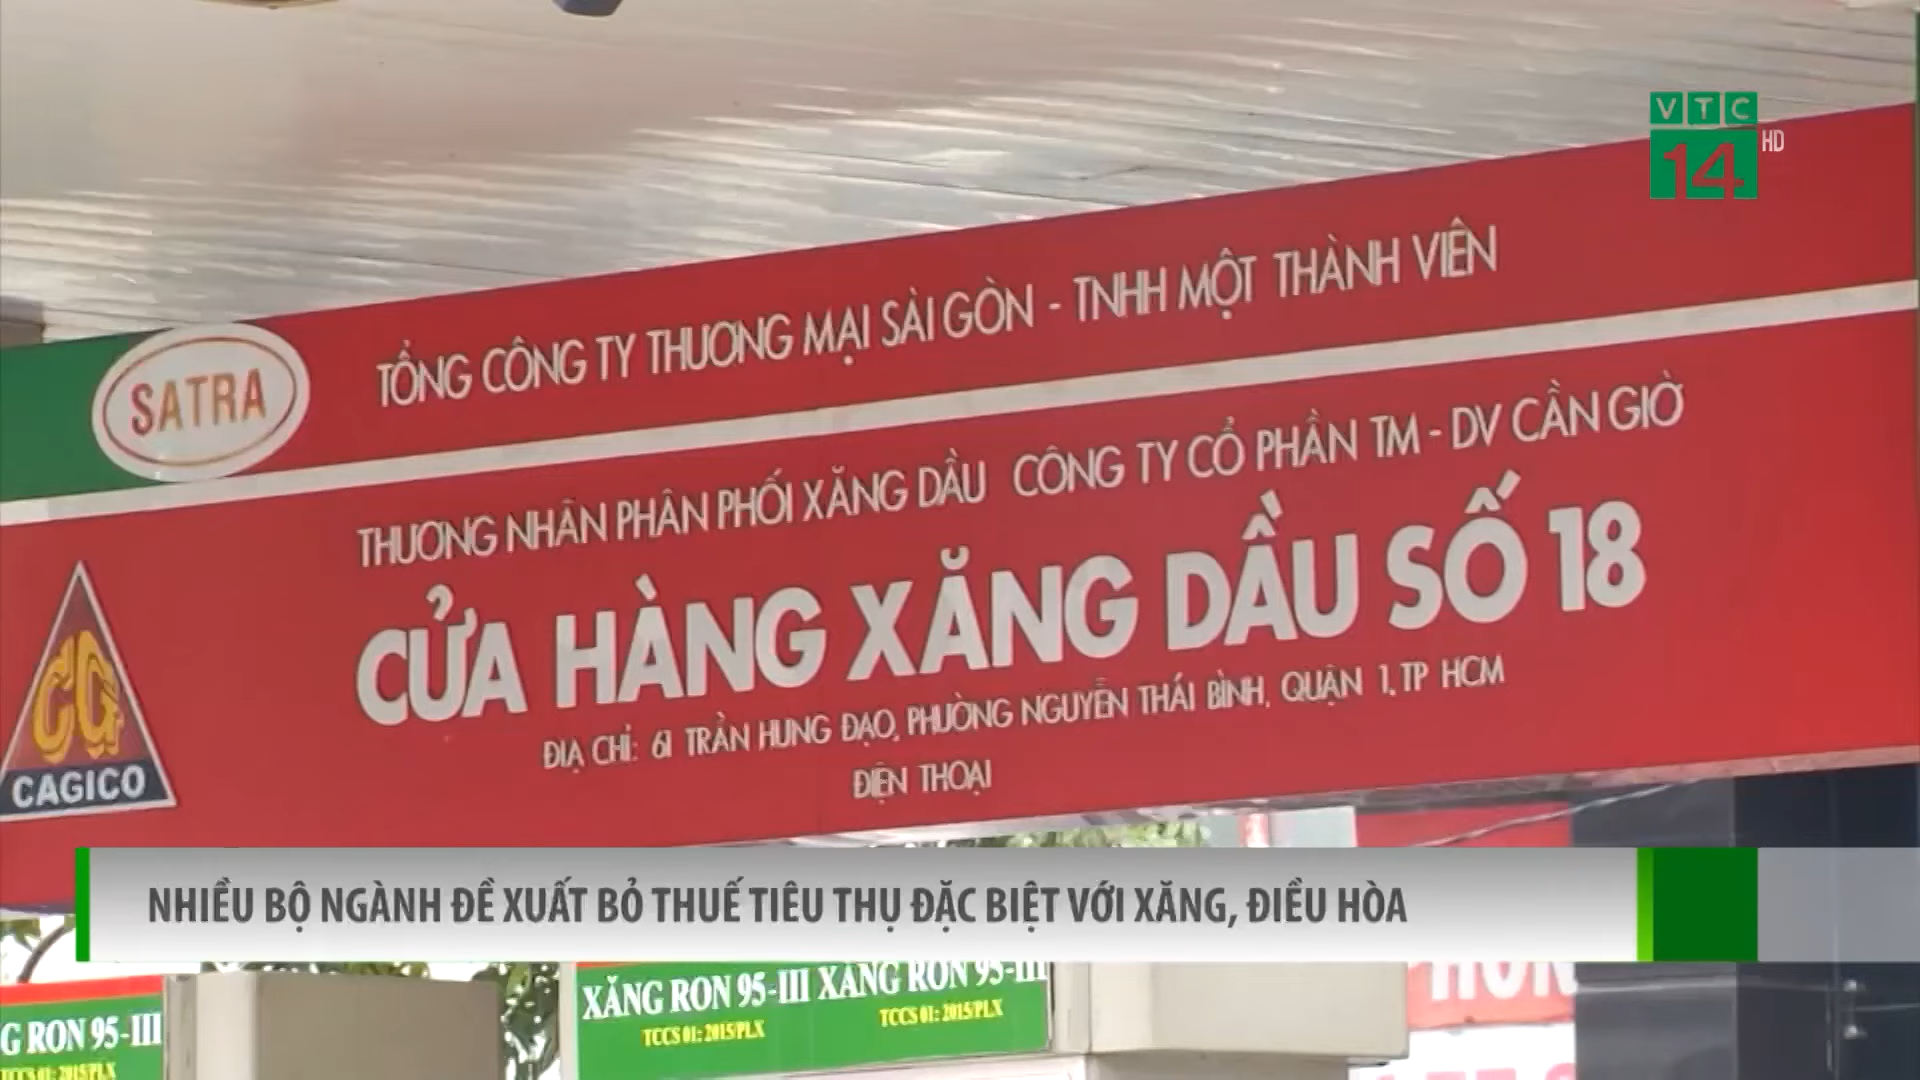 VTC
14 HD
TỔNG CÔNG TY THƯƠNG MẠI SÀI GÒN - TNHH MỘT THÀNH VIÊN
SATRA
THƯƠNG NHÂN PHÂN PHỐI XĂNG DẦU CÔNG TY CỔ PHẦN TM - DV CẦN GIỜ
CỬA HÀNG XĂNG DẦU SỐ 18
CG
CAGICO
ĐỊA CHỈ: 61 TRẦN HƯNG ĐẠO, PHƯỜNG NGUYỄN THÁI BÌNH, QUẬN 1, TP HCM
ĐIỆN THOẠI
NHIỀU BỘ NGÀNH ĐỀ XUẤT BỎ THUẾ TIÊU THỤ ĐẶC BIỆT VỚI XĂNG, ĐIỀU HÒA
G RON 95-III
XĂNG RON 95-III XĂNG RON 95-III
TCCS 01: 2015/PLX
TCCS 01: 2015/PLX
TCCS 01: 2015/PLX